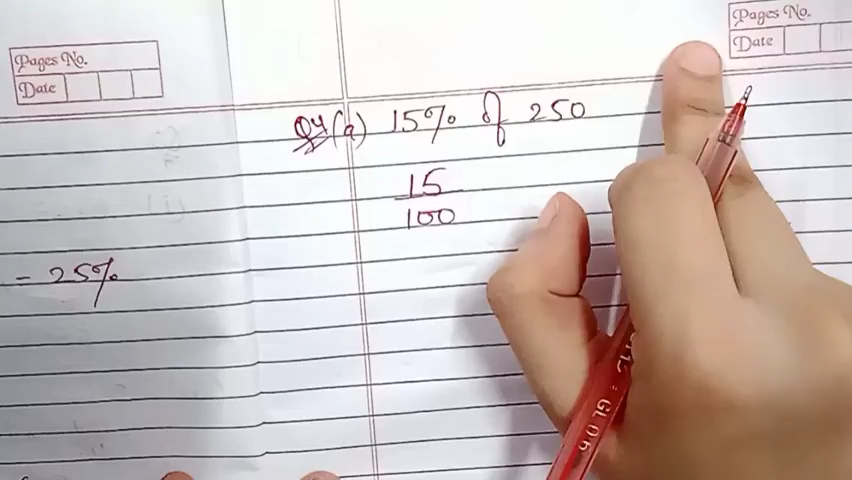 Pages No.
Date
Pages No.
Date
Q4 (a) 15% of 250
15
100
= 25%